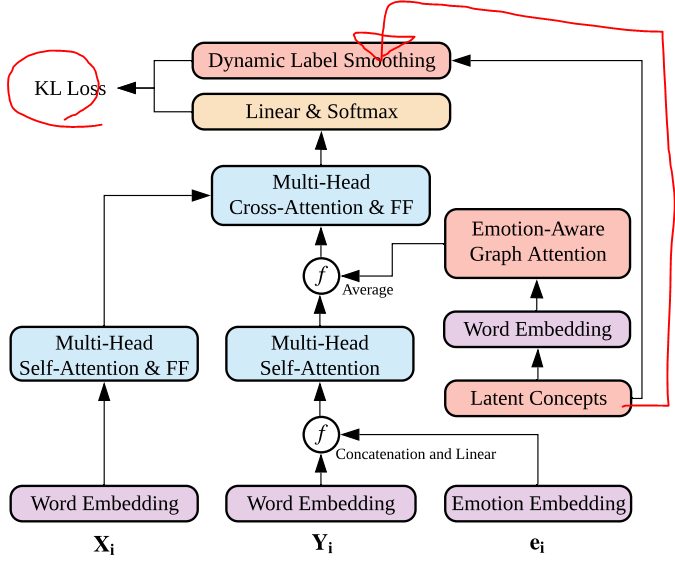 Dynamic Label Smoothing
KL Loss
Linear & Softmax
Multi-Head
Cross-Attention & FF
Emotion-Aware
Graph Attention
f
Average
Word Embedding
Multi-Head
Self-Attention & FF
Multi-Head
Self-Attention
Latent Concepts
f
Concatenation and Linear
Word Embedding
Word Embedding
Emotion Embedding
Xi
Yi
ei